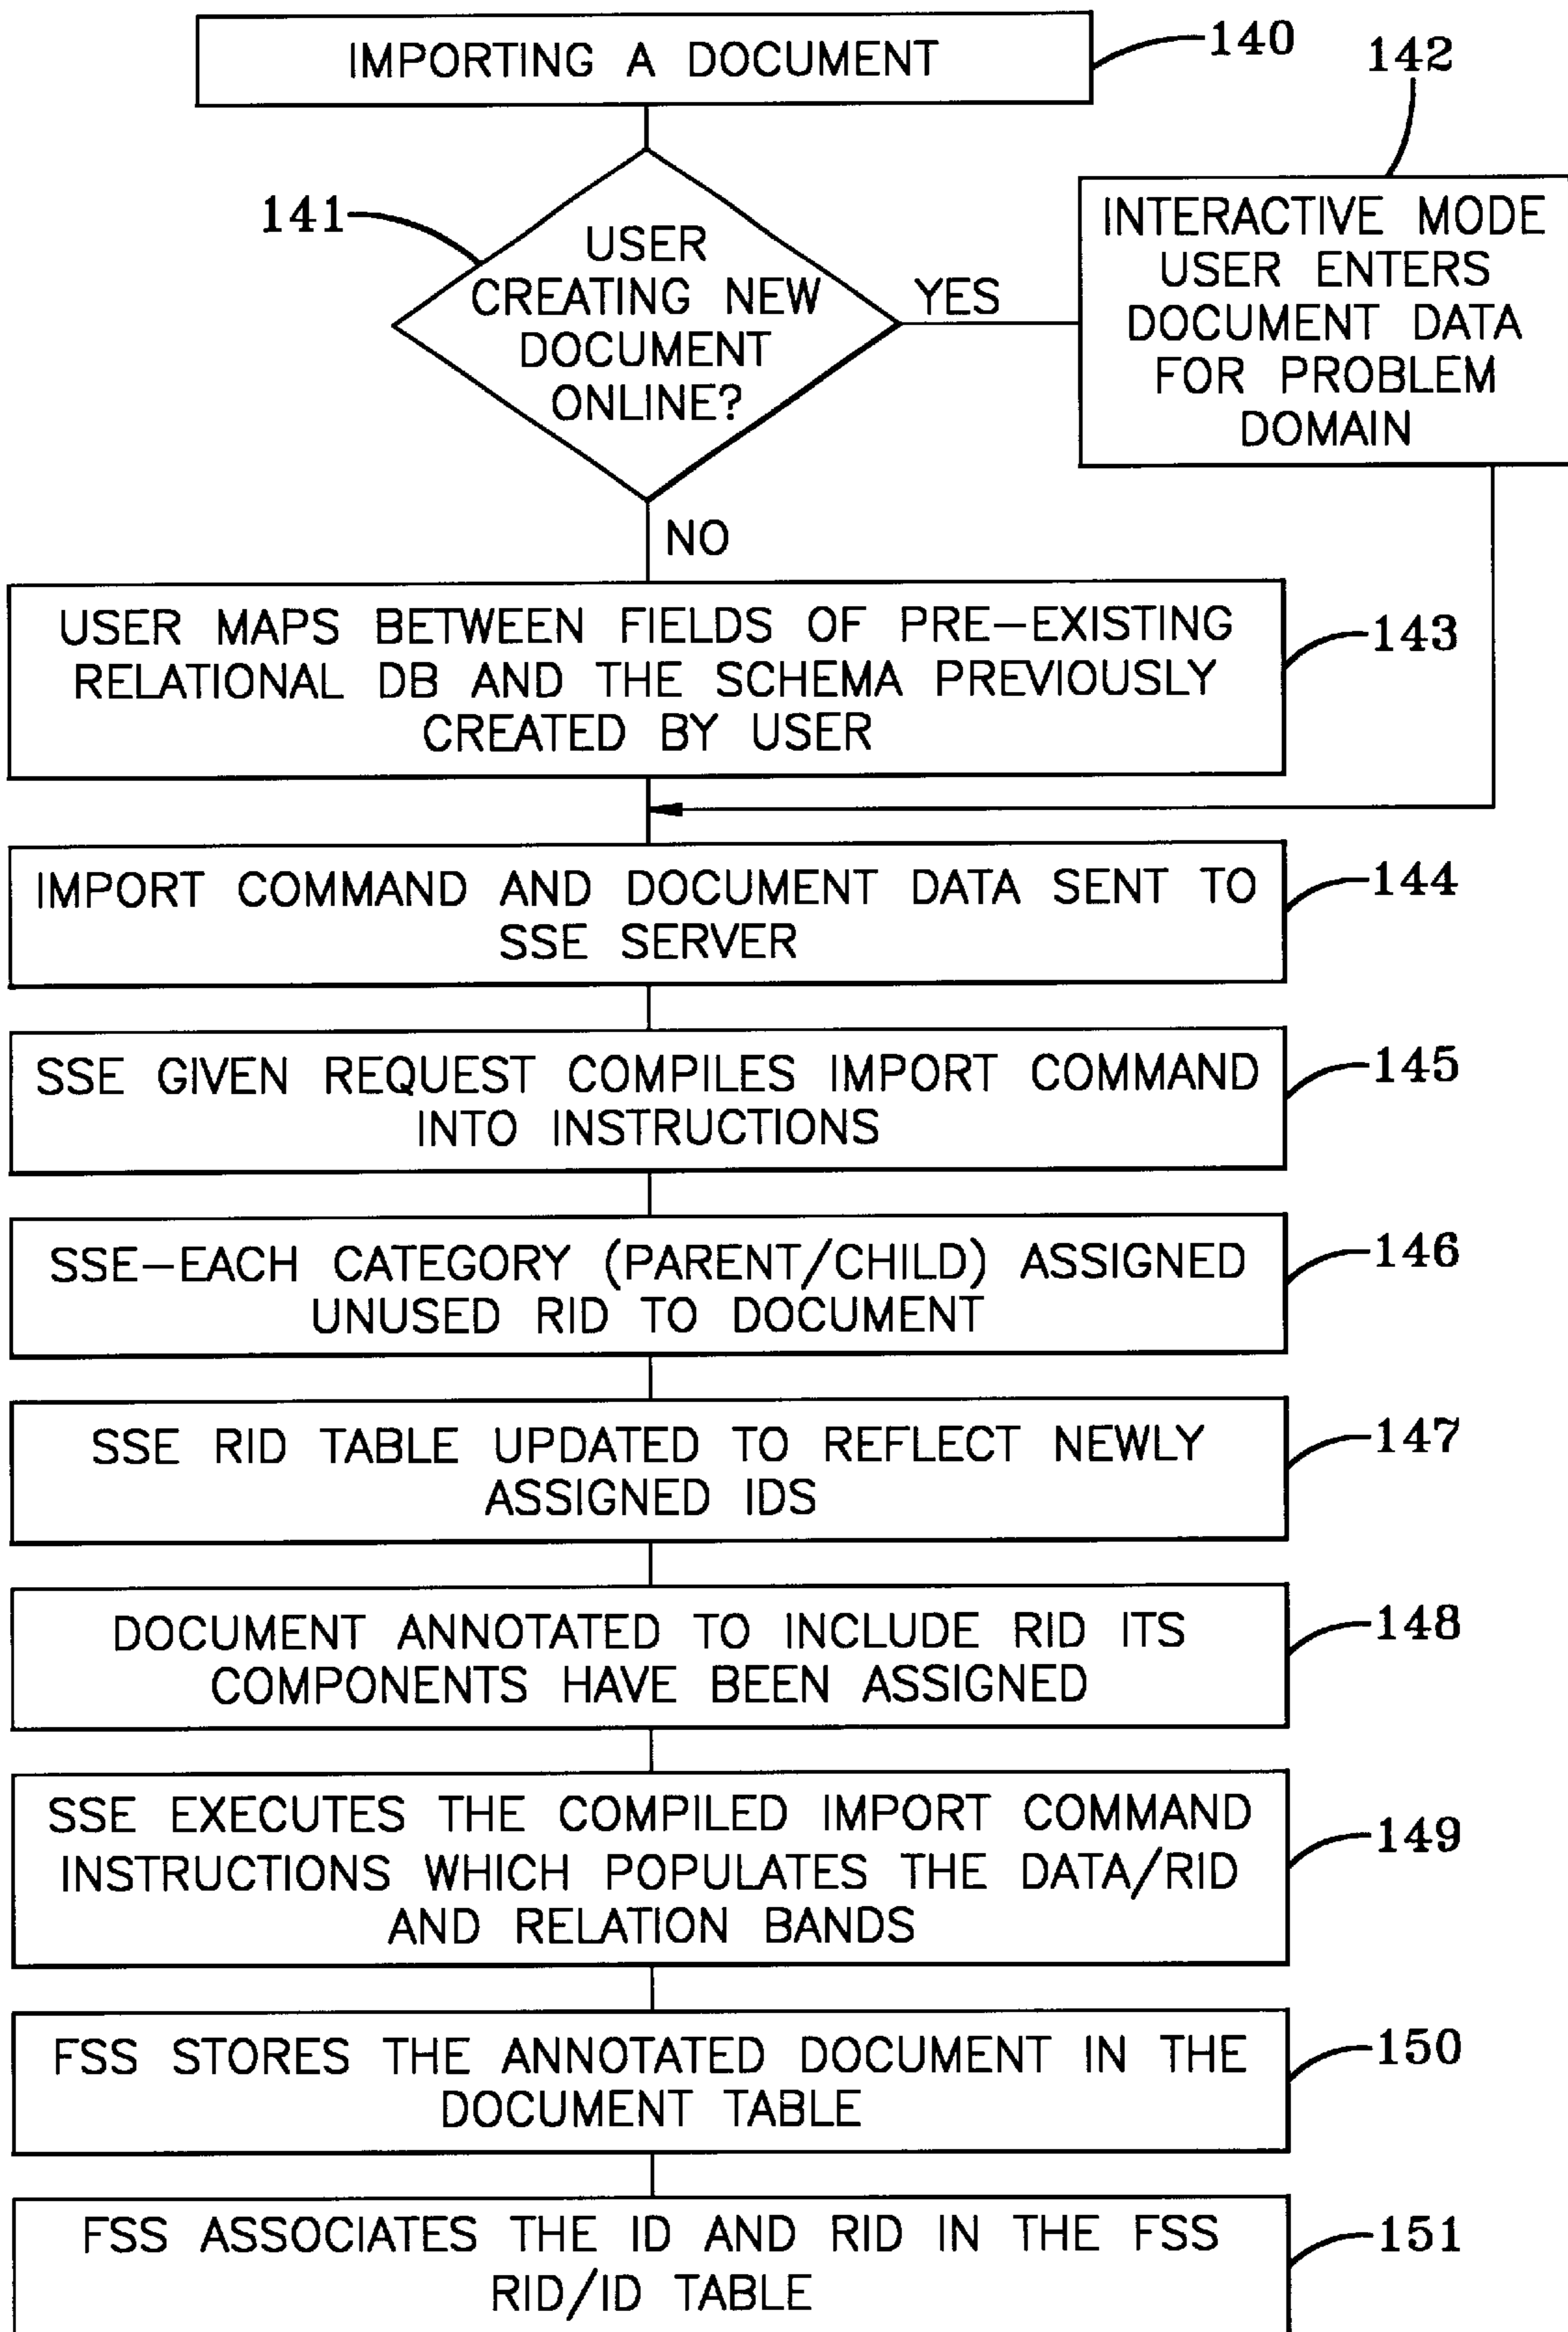 IMPORTING A DOCUMENT
140
142
141
USER
CREATING NEW
DOCUMENT
ONLINE?
YES
INTERACTIVE MODE
USER ENTERS
DOCUMENT DATA
FOR PROBLEM
DOMAIN
NO
USER MAPS BETWEEN FIELDS OF PRE-EXISTING
RELATIONAL DB AND THE SCHEMA PREVIOUSLY
CREATED BY USER
143
IMPORT COMMAND AND DOCUMENT DATA SENT TO
SSE SERVER
144
SSE GIVEN REQUEST COMPILES IMPORT COMMAND
INTO INSTRUCTIONS
145
SSE-EACH CATEGORY (PARENT/CHILD) ASSIGNED
UNUSED RID TO DOCUMENT
146
SSE RID TABLE UPDATED TO REFLECT NEWLY
ASSIGNED IDS
147
DOCUMENT ANNOTATED TO INCLUDE RID ITS
COMPONENTS HAVE BEEN ASSIGNED
148
SSE EXECUTES THE COMPILED IMPORT COMMAND
INSTRUCTIONS WHICH POPULATES THE DATA/RID
AND RELATION BANDS
149
FSS STORES THE ANNOTATED DOCUMENT IN THE
DOCUMENT TABLE
150
FSS ASSOCIATES THE ID AND RID IN THE FSS
RID/ID TABLE
151